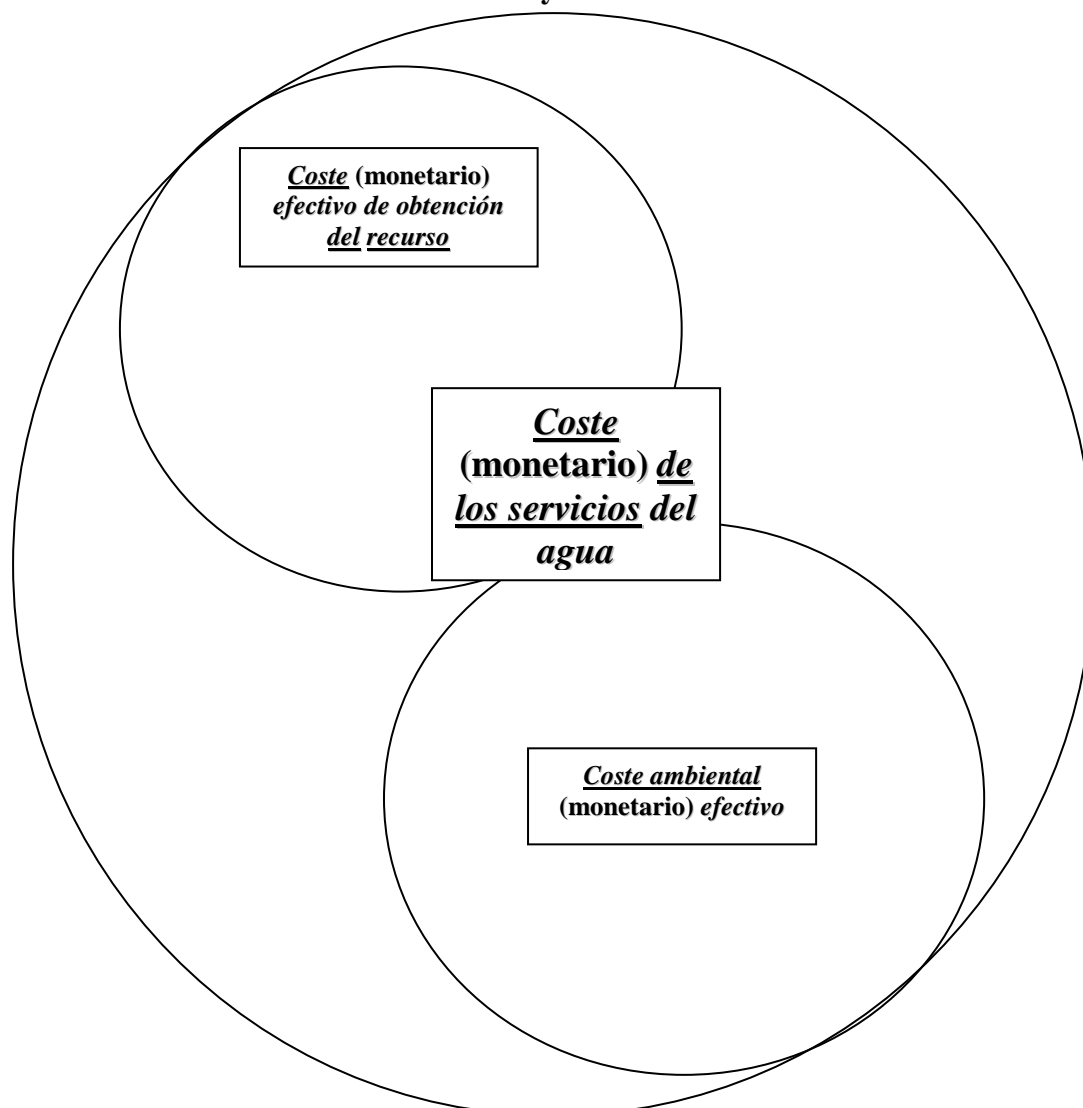 y
Coste (monetario)
efectivo de obtención
del recurso
Coste
(monetario) de
los servicios del
agua
Coste ambiental
(monetario) efectivo